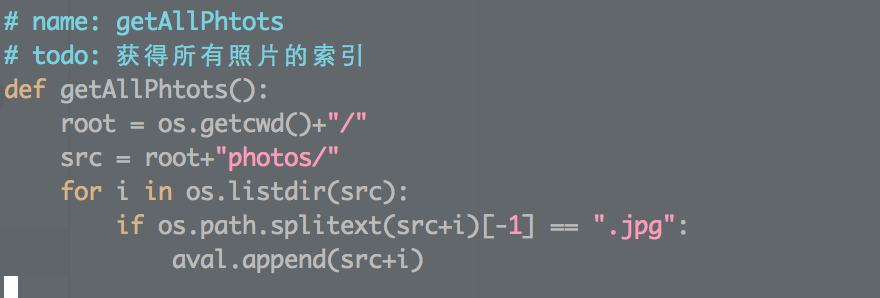 # name: getAllPhtots
# todo: 获得所有照片的索引
def getAllPhtots():
    root = os.getcwd()+"/"
    src = root+"photos/"
    for i in os.listdir(src):
        if os.path.splitext(src+i)[-1] == ".jpg":
            aval.append(src+i)